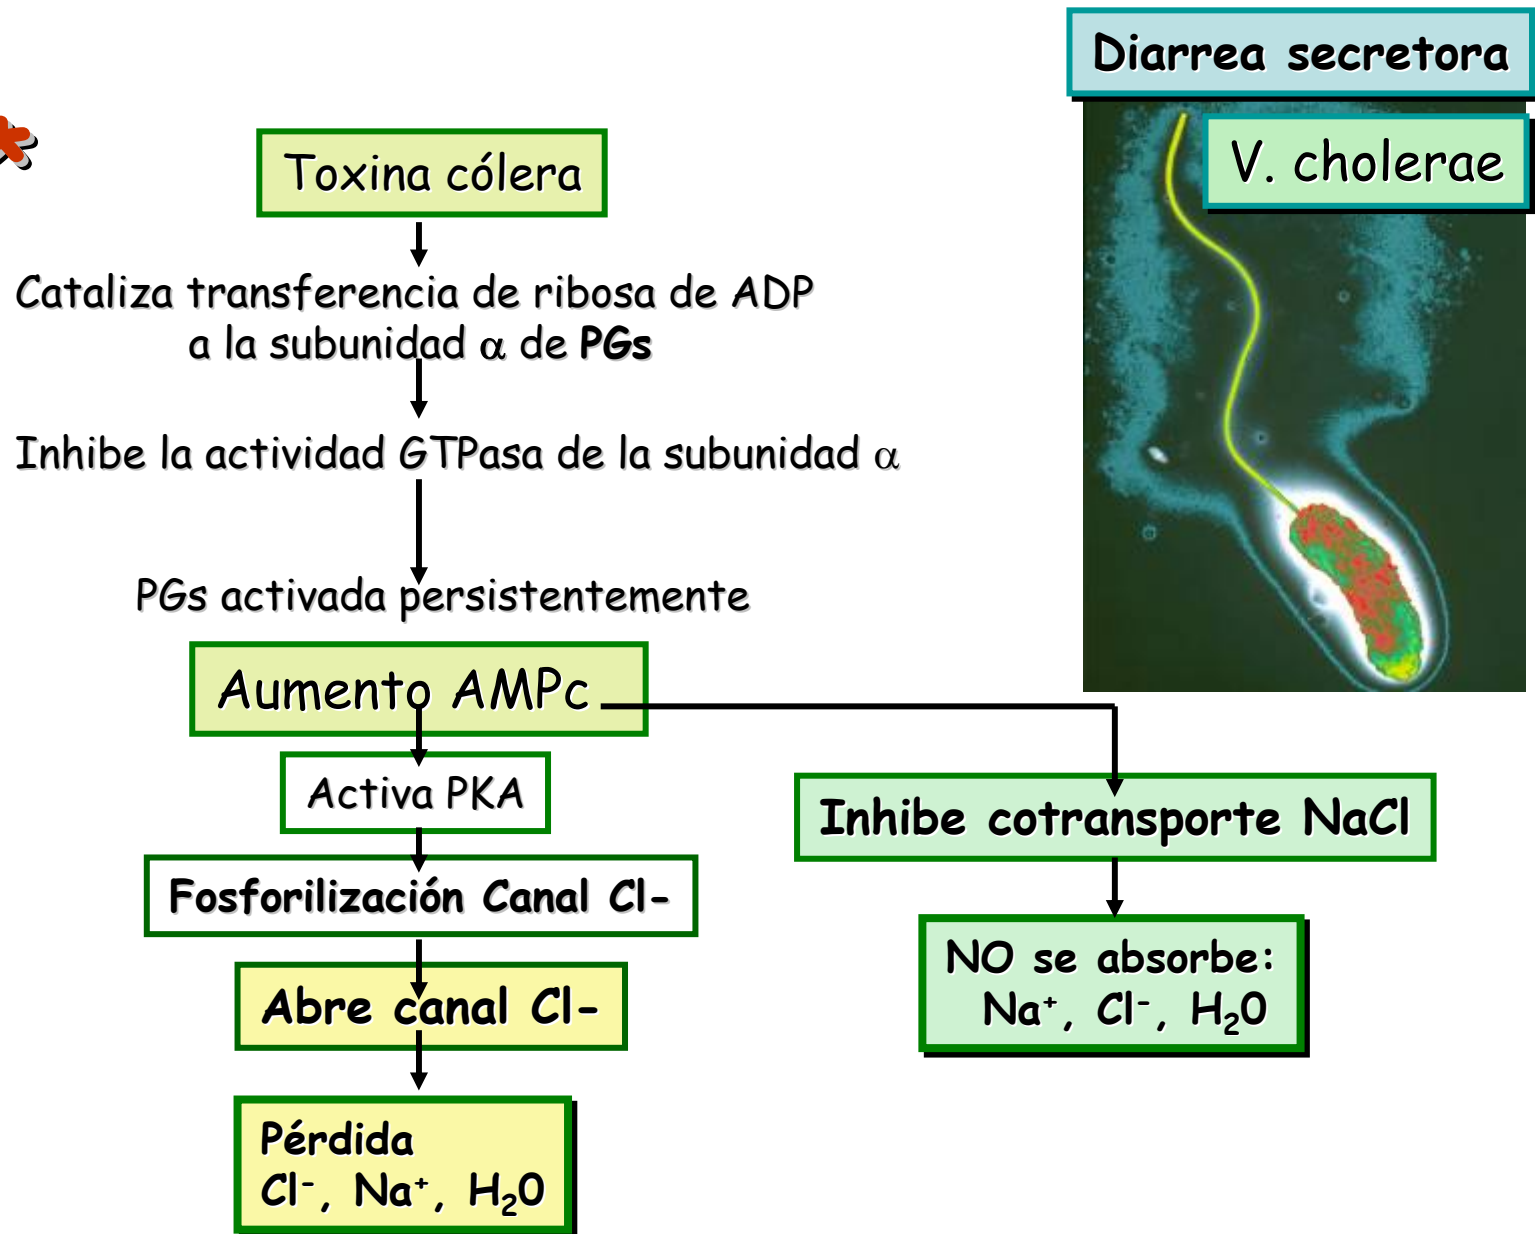 Diarrea secretora
V. cholerae
Toxina cólera
Cataliza transferencia de ribosa de ADP
a la subunidad α de PGs
Inhibe la actividad GTPasa de la subunidad α
PGs activada persistentemente
Aumento AMPc
Activa PKA
Fosforilización Canal Cl-
Abre canal Cl-
Pérdida
Cl⁻, Na⁺, H₂0
Inhibe cotransporte NaCl
NO se absorbe:
Na⁺, Cl⁻, H₂0